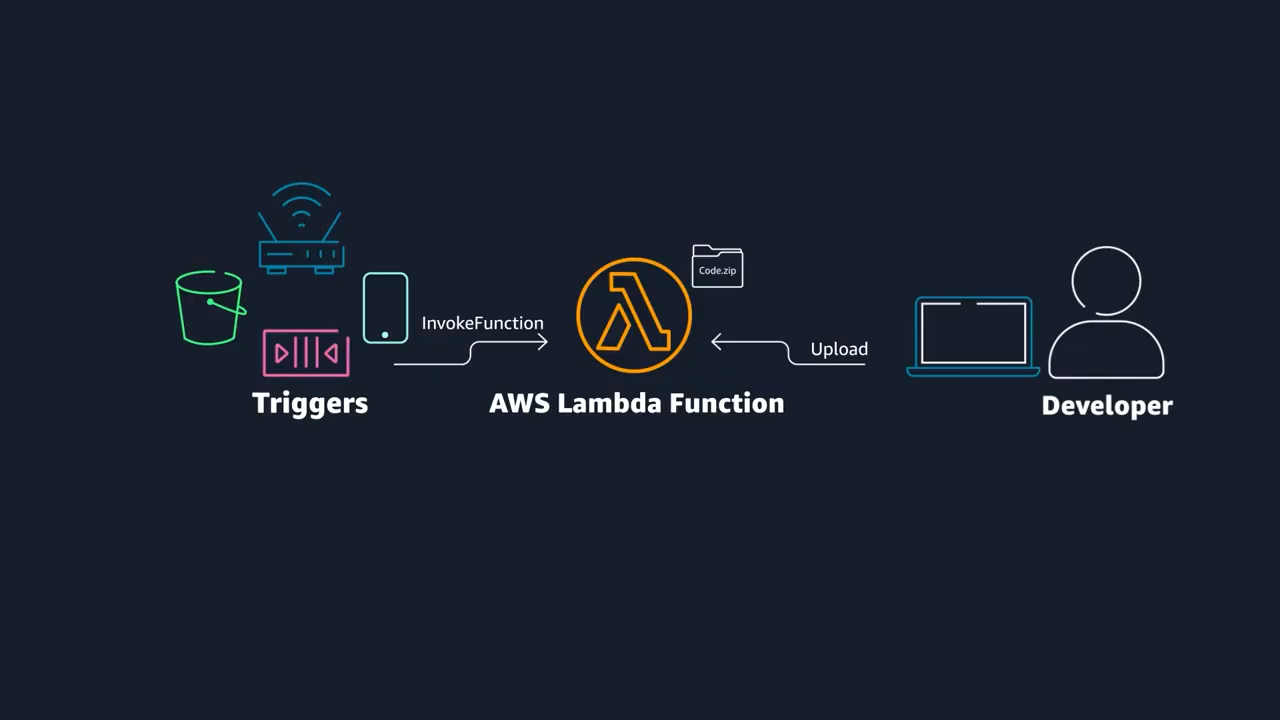 Code.zip
InvokeFunction
Upload
Triggers
AWS Lambda Function
Developer